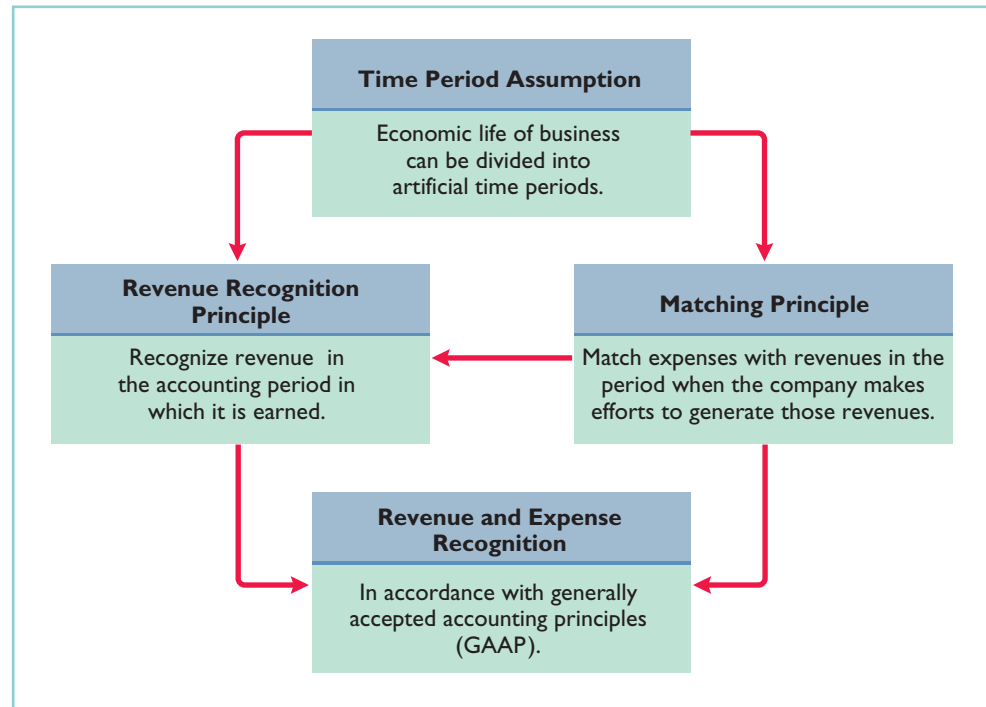 Time Period Assumption
Economic life of business
can be divided into
artificial time periods.
Revenue Recognition
Principle
Recognize revenue in
the accounting period in
which it is earned.
Matching Principle
Match expenses with revenues in the
period when the company makes
efforts to generate those revenues.
Revenue and Expense
Recognition
In accordance with generally
accepted accounting principles
(GAAP).